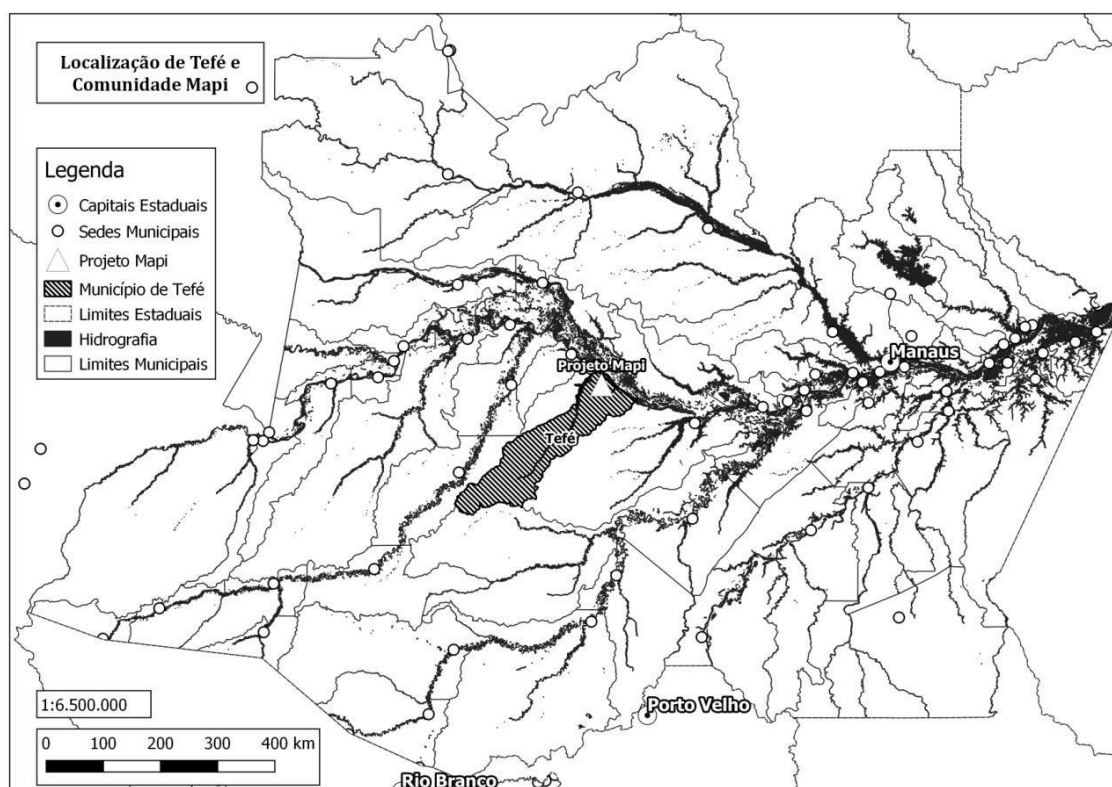 Localização de Tefé e
Comunidade Mapi
Legenda
Capitais Estaduais
Sedes Municipais
Projeto Mapi
Município de Tefé
Limites Estaduais
Hidrografia
Limites Municipais
Manaus
Projeto Mapi
Tefé
Porto Velho
Rio Branco
1:6.500.000
0 100 200 300 400 km